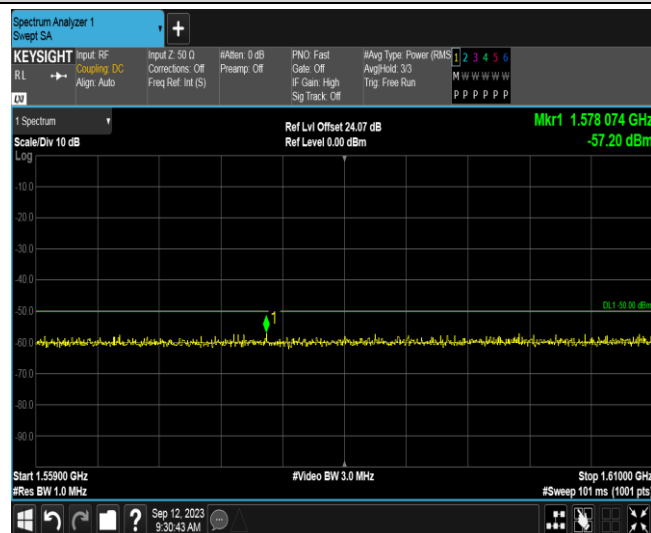 Spectrum Analyzer 1
Swept SA
KEYSIGHT
RL
LXI
Input: RF
Coupling: DC
Align: Auto
Input Z: 50 Ω
Corrections: Off
Freq Ref: Int (S)
#Atten: 0 dB
Preamp: Off
PNO: Fast
Gate: Off
IF Gain: High
Sig Track: Off
#Avg Type: Power (RMS
Avg|Hold: 3/3
Trig: Free Run
1 2 3 4 5 6
M W W W W W
P P P P P P
1 Spectrum
Scale/Div 10 dB
Ref Lvl Offset 24.07 dB
Ref Level 0.00 dBm
Mkr1 1.578 074 GHz
-57.20 dBm
Log
-10.0
-20.0
-30.0
-40.0
-50.0
-60.0
-70.0
-80.0
-90.0
1
DL1 -50.00 dBm
Start 1.55900 GHz
#Res BW 1.0 MHz
#Video BW 3.0 MHz
Stop 1.61000 GHz
#Sweep 101 ms (1001 pts)
?
Sep 12, 2023
9:30:43 AM